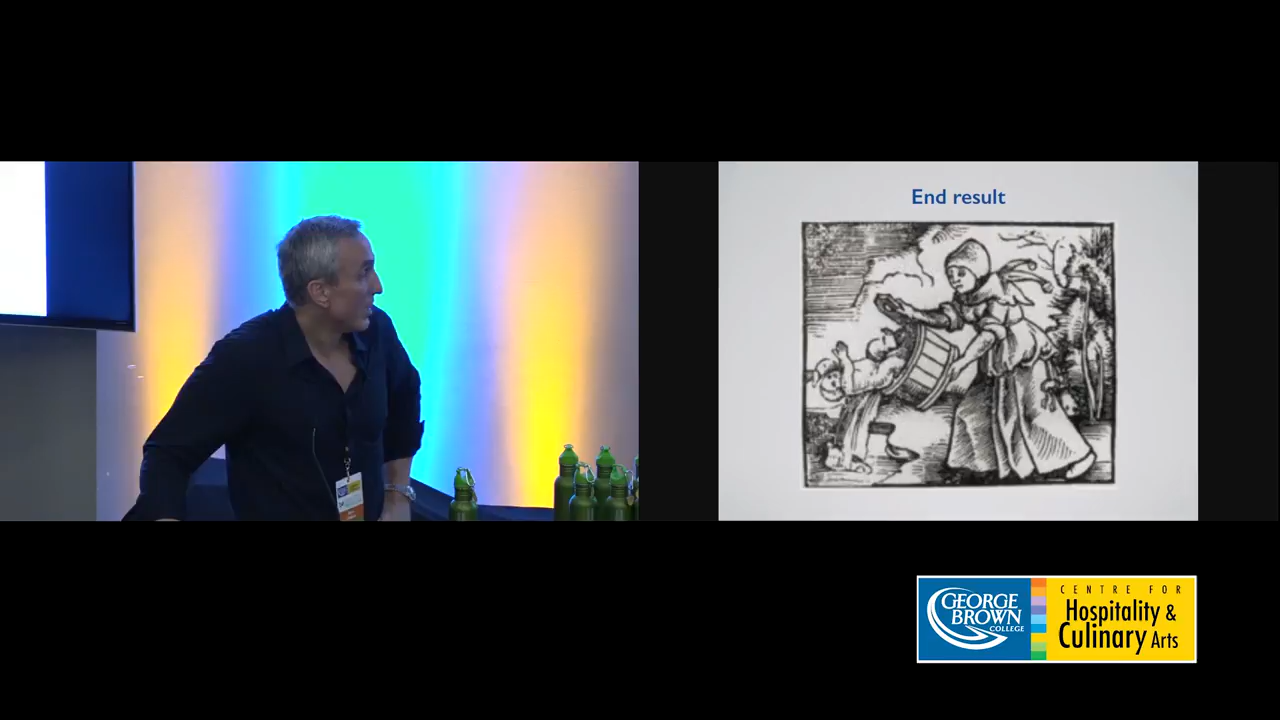 End result
GEORGE
BROWN
COLLEGE
CENTRE FOR
Hospitality &
Culinary Arts